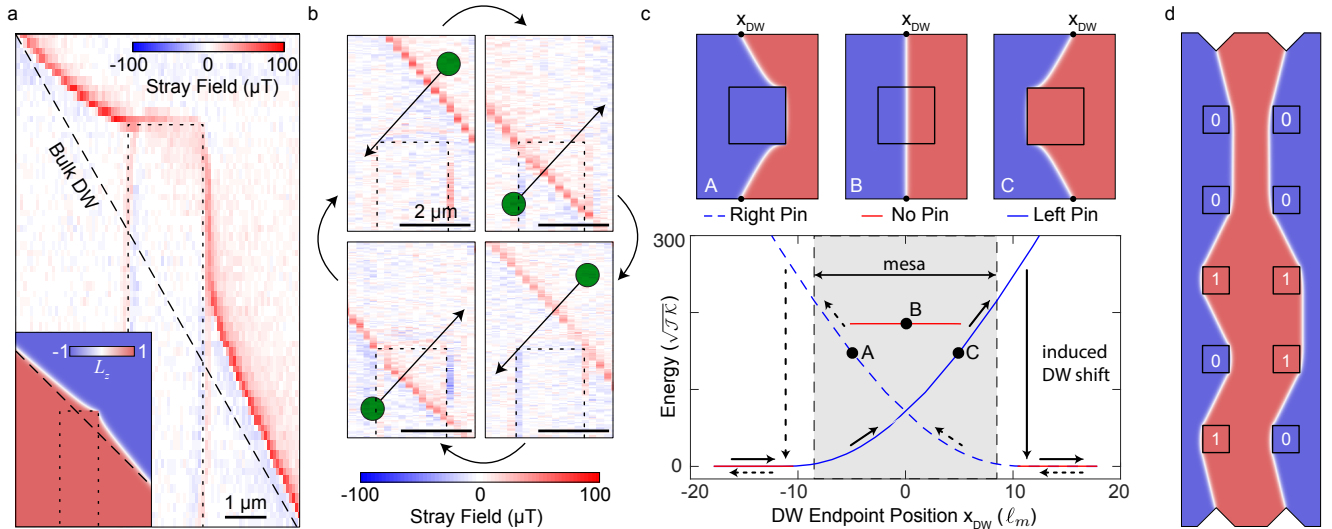 a
-100
0
100
Stray Field (µT)
Bulk DW
-1
1
L_z
1 µm
b
2 µm
-100
0
100
Stray Field (µT)
c
x_DW
x_DW
x_DW
A
B
C
Right Pin
No Pin
Left Pin
300
0
Energy (√JK)
mesa
B
A
C
induced
DW shift
-20
-10
0
10
20
DW Endpoint Position x_DW (ℓ_m)
d
0
0
0
0
1
1
0
1
1
0